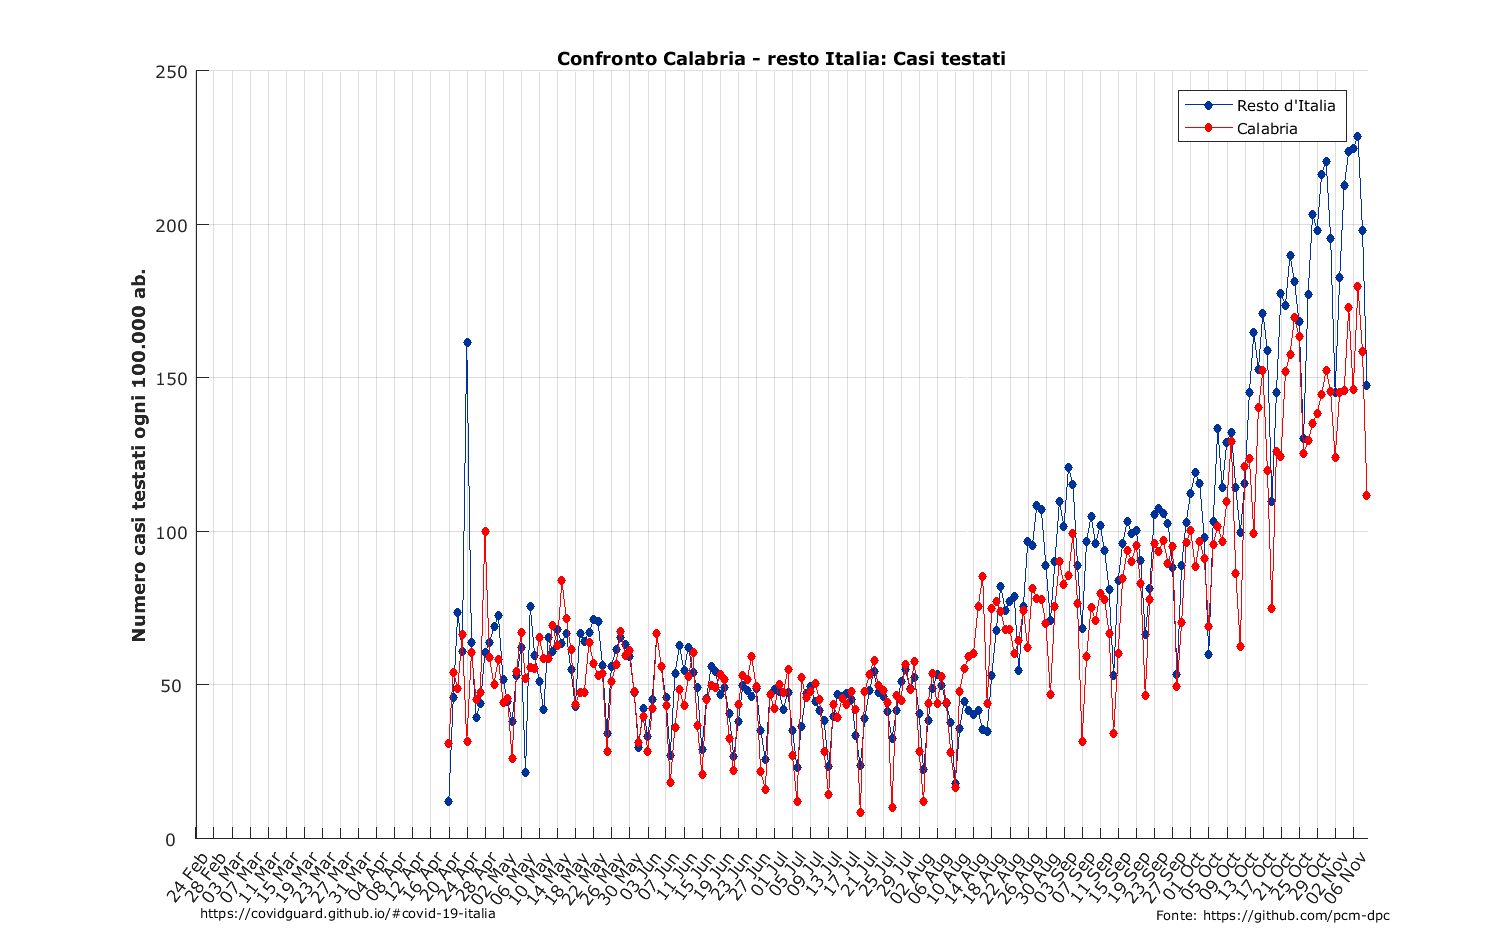 Confronto Calabria - resto Italia: Casi testati
Numero casi testati ogni 100.000 ab.
250
200
150
100
50
0
Resto d'Italia
Calabria
24 Feb
28 Feb
03 Mar
07 Mar
11 Mar
15 Mar
19 Mar
23 Mar
27 Mar
31 Mar
04 Apr
08 Apr
12 Apr
16 Apr
20 Apr
24 Apr
28 Apr
02 May
06 May
10 May
14 May
18 May
22 May
26 May
30 May
03 Jun
07 Jun
11 Jun
15 Jun
19 Jun
23 Jun
27 Jun
01 Jul
05 Jul
09 Jul
13 Jul
17 Jul
21 Jul
25 Jul
29 Jul
02 Aug
06 Aug
10 Aug
14 Aug
18 Aug
22 Aug
26 Aug
30 Aug
03 Sep
07 Sep
11 Sep
15 Sep
19 Sep
23 Sep
27 Sep
01 Oct
05 Oct
09 Oct
13 Oct
17 Oct
21 Oct
25 Oct
29 Oct
02 Nov
06 Nov
https://covidguard.github.io/#covid-19-italia
Fonte: https://github.com/pcm-dpc